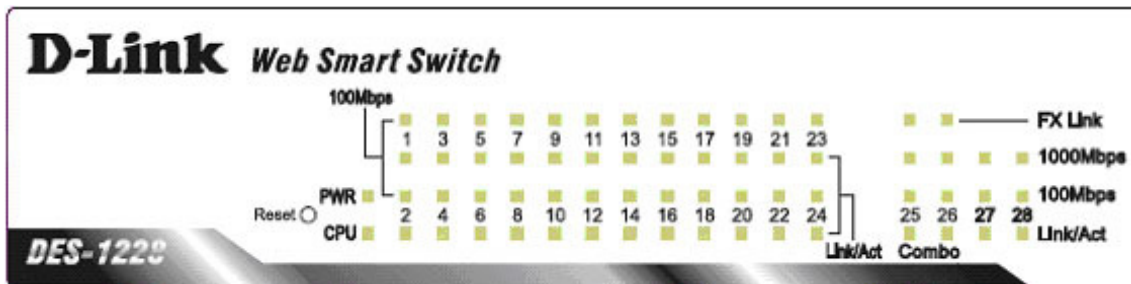 D-Link Web Smart Switch
100Mbps
FX Link
1 3 5 7 9 11 13 15 17 19 21 23
1000Mbps
PWR
100Mbps
Reset
2 4 6 8 10 12 14 16 18 20 22 24 25 26 27 28
CPU
Link/Act
Link/Act Combo
DES-1228